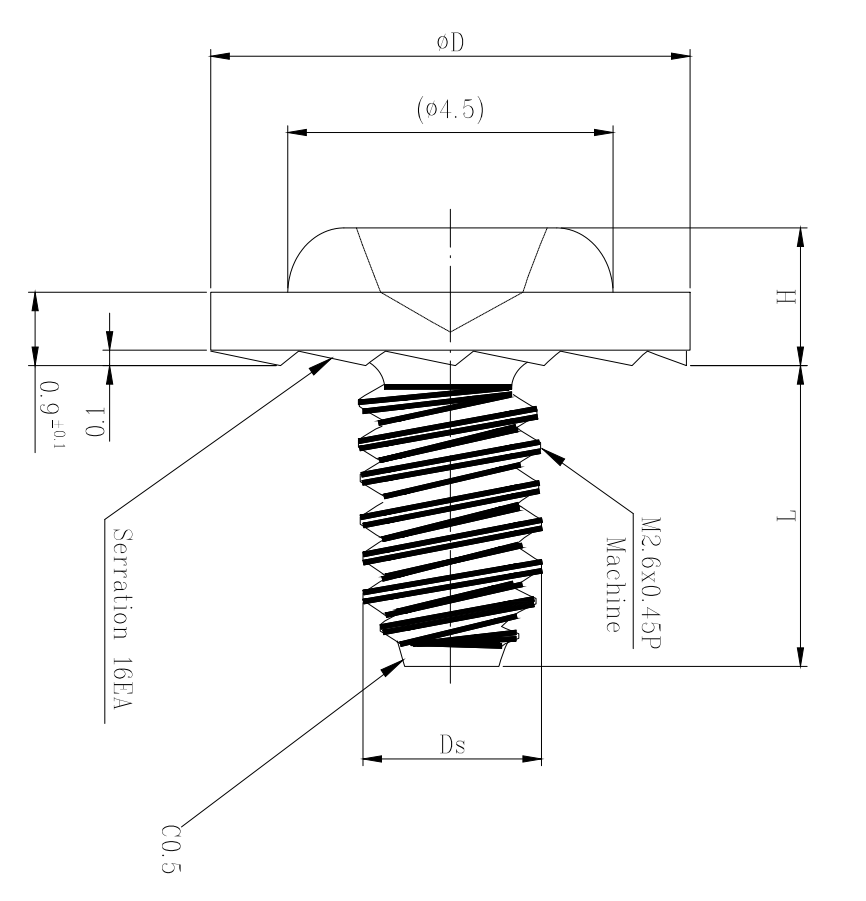 øD
(ø4.5)
H
0.9±0.1
0.1
L
M2.6x0.45P
Machine
Serration 16EA
Ds
C0.5